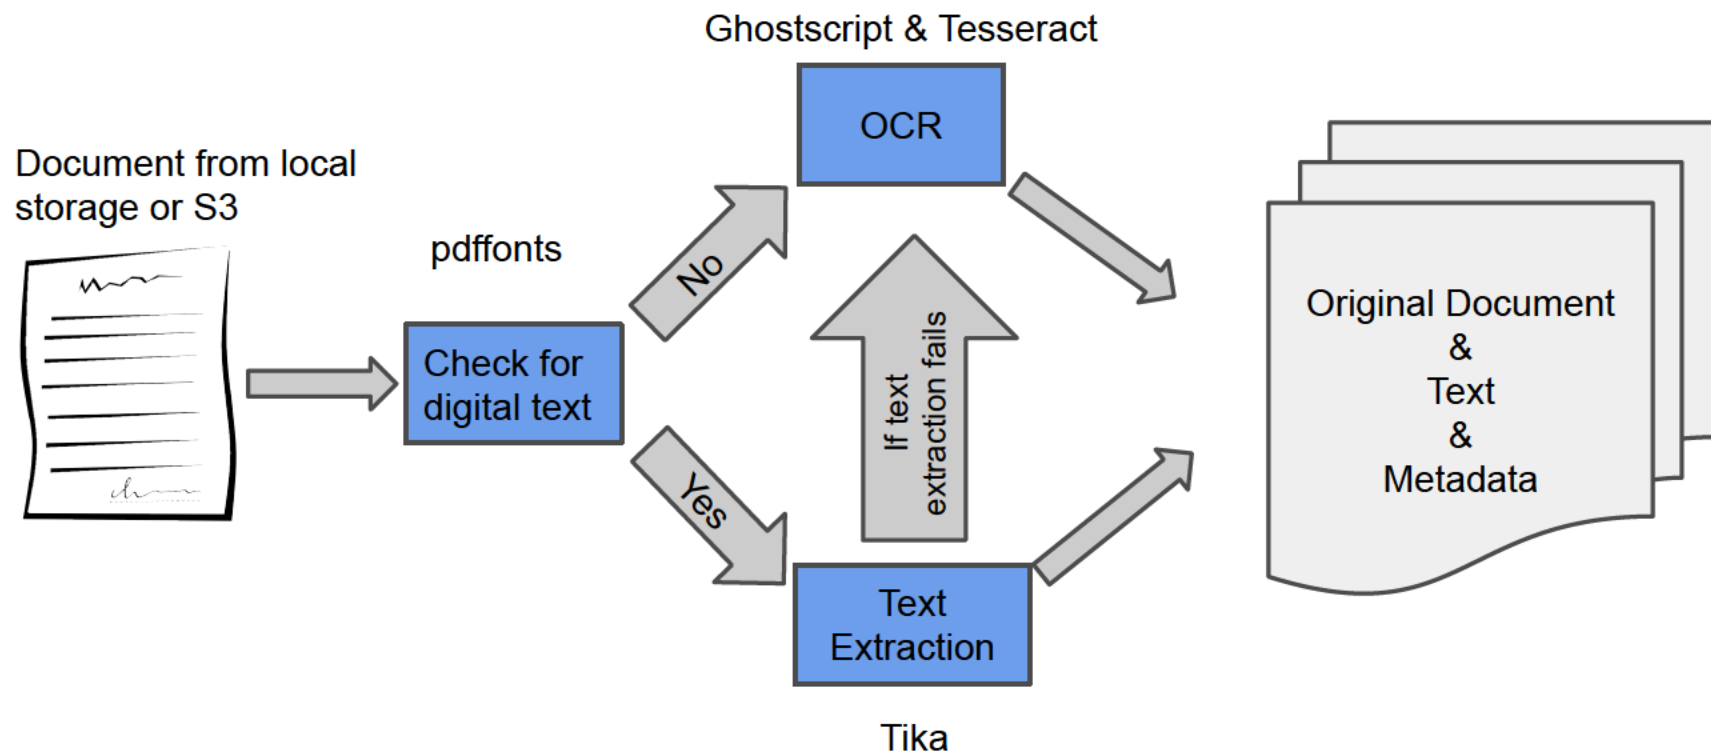 Ghostscript & Tesseract
OCR
Document from local
storage or S3
pdffonts
No
Check for
digital text
If text
extraction fails
Yes
Text
Extraction
Tika
Original Document
&
Text
&
Metadata